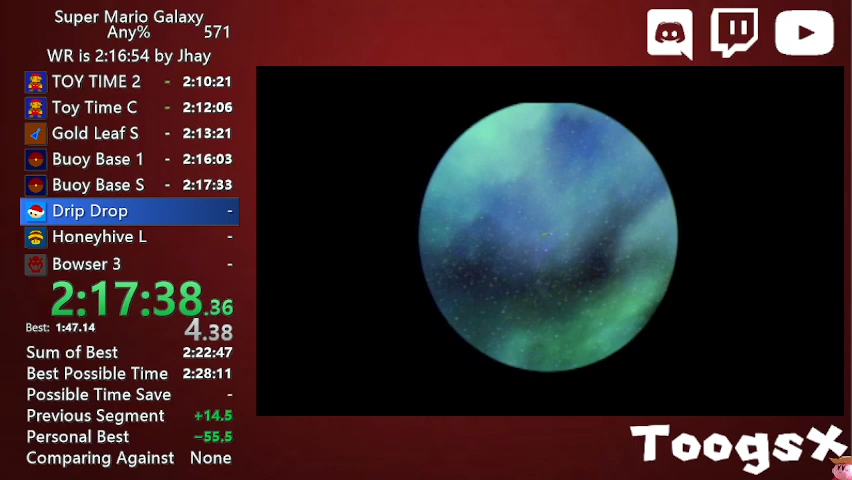 Super Mario Galaxy
Any% 571
WR is 2:16:54 by Jhay
TOY TIME 2 - 2:10:21
Toy Time C - 2:12:06
Gold Leaf S - 2:13:21
Buoy Base 1 - 2:16:03
Buoy Base S - 2:17:33
Drip Drop -
Honeyhive L -
Bowser 3 -
2:17:38.36
Best: 1:47.14 4.38
Sum of Best 2:22:47
Best Possible Time 2:28:11
Possible Time Save -
Previous Segment +14.5
Personal Best −55.5
Comparing Against None
ToogsX